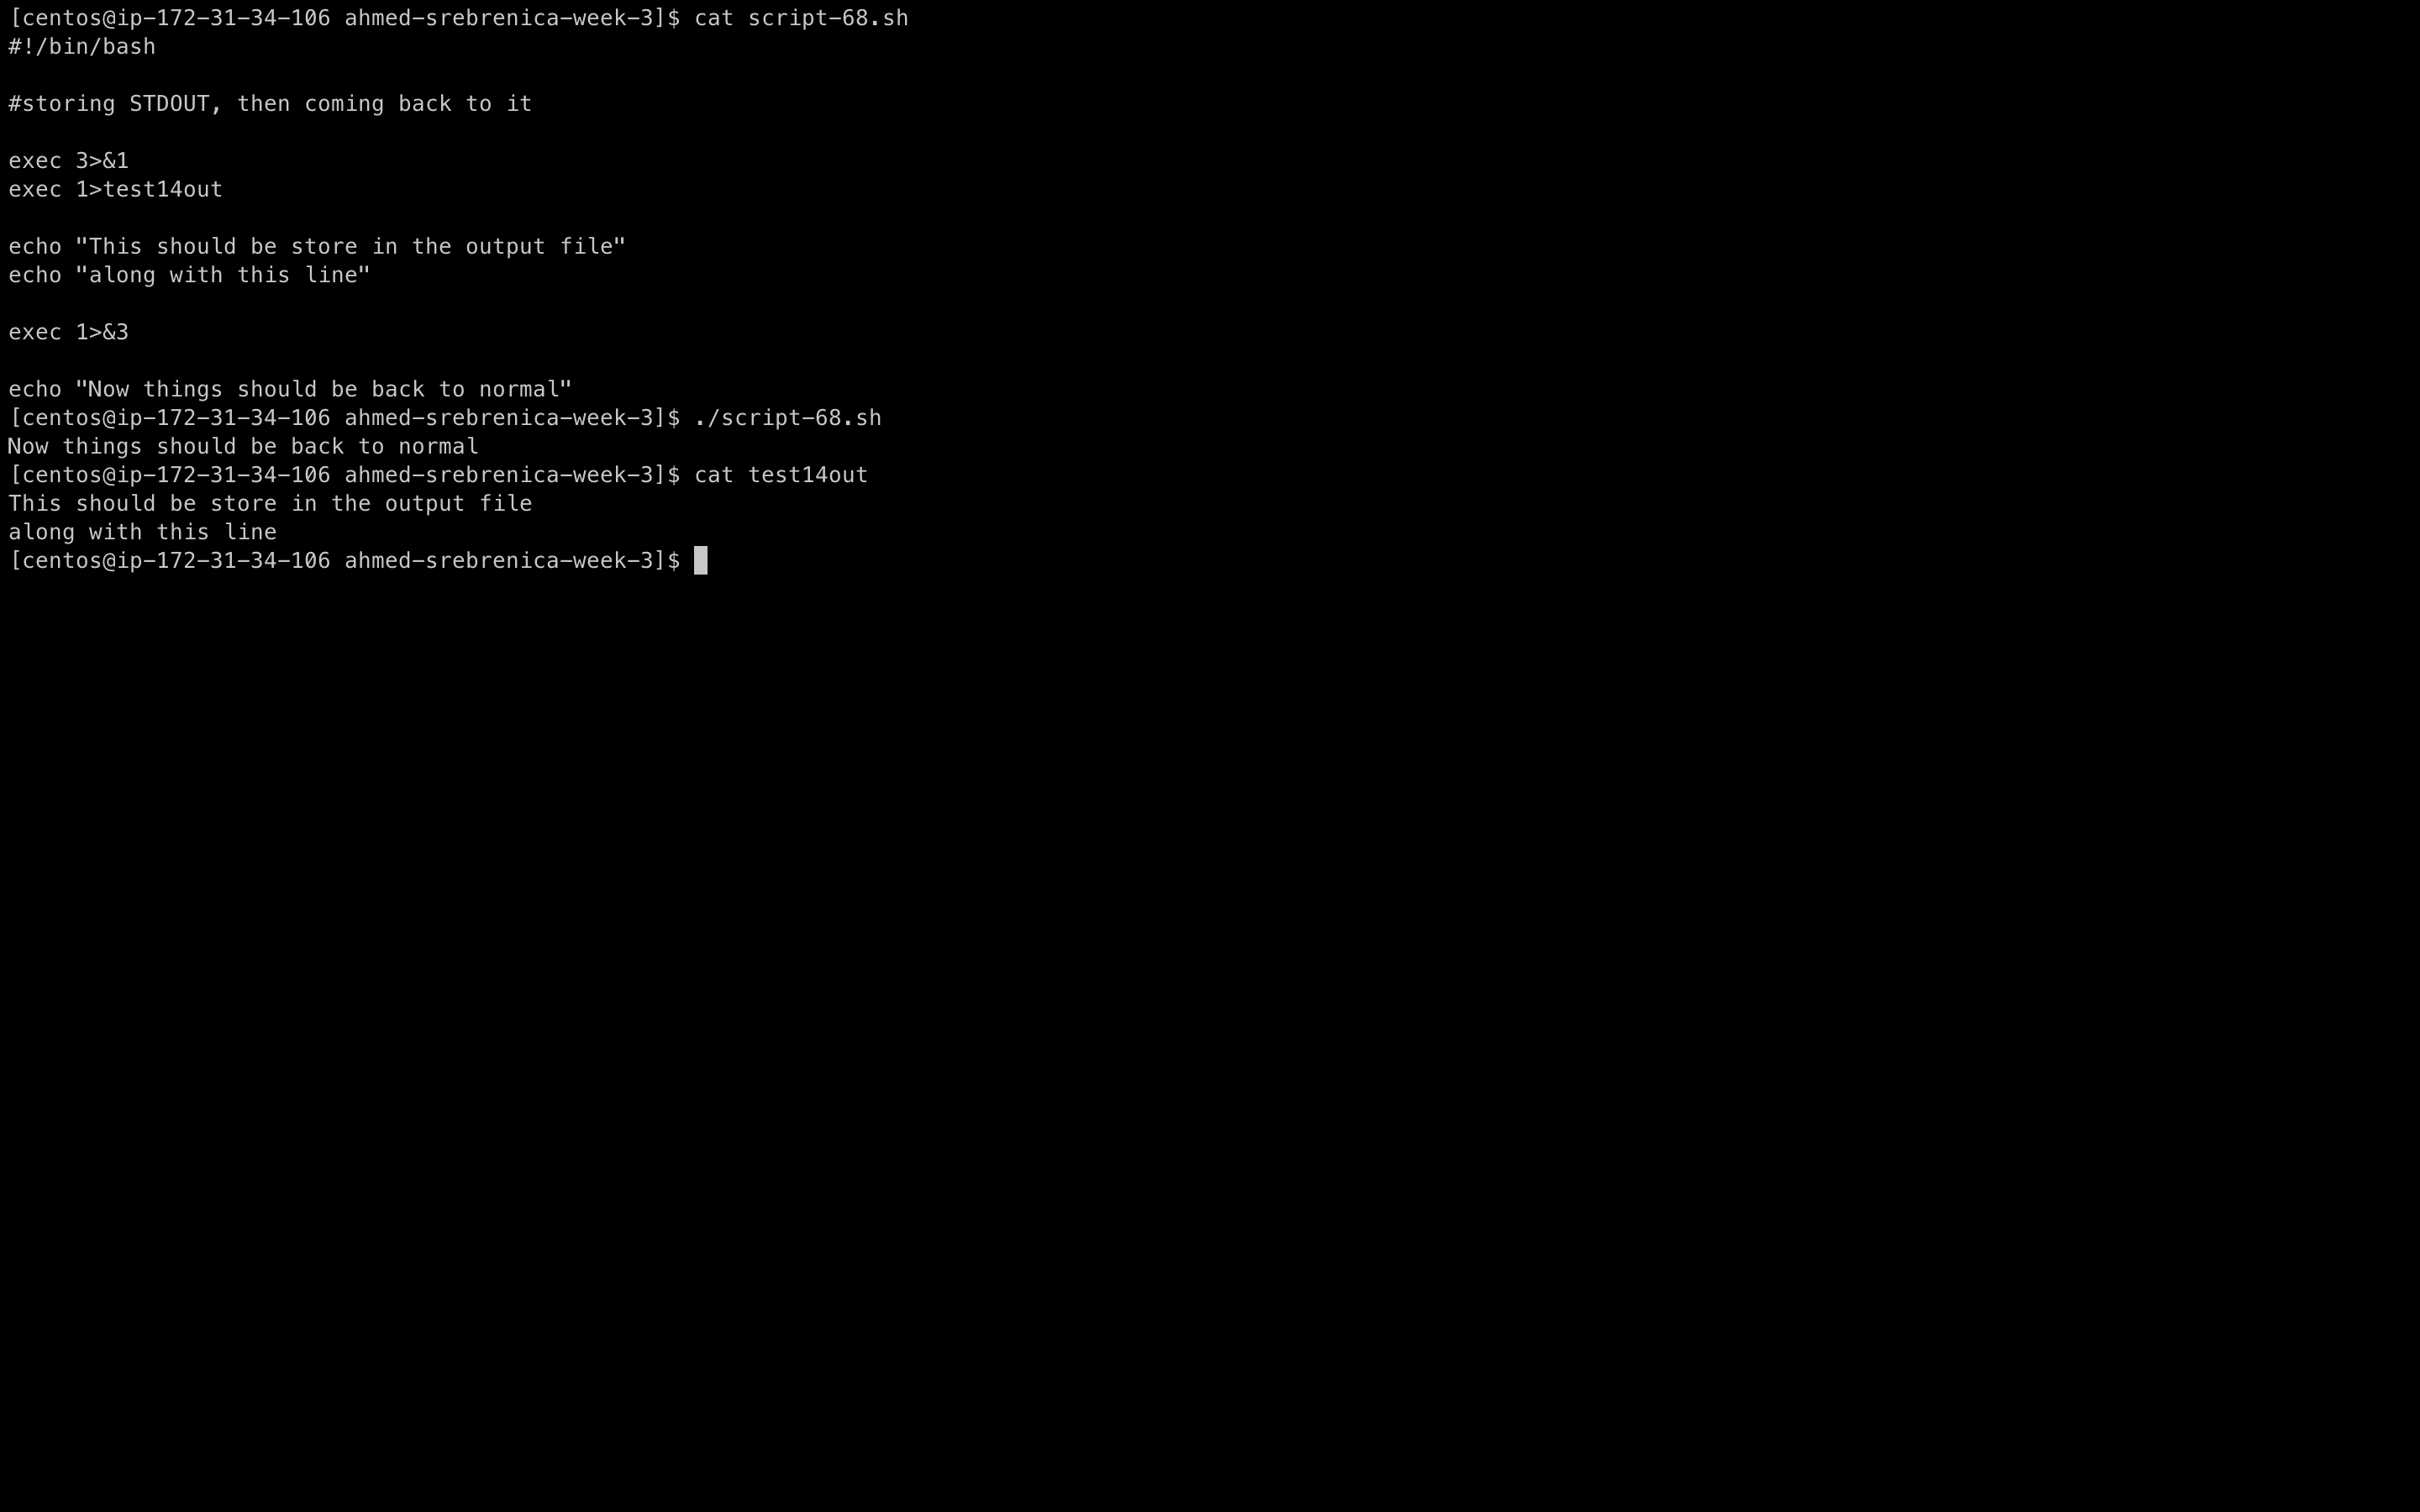 [centos@ip-172-31-34-106 ahmed-srebrenica-week-3]$ cat script-68.sh
#!/bin/bash
#storing STDOUT, then coming back to it
exec 3>&1
exec 1>test14out
echo "This should be store in the output file"
echo "along with this line"
exec 1>&3
echo "Now things should be back to normal"
[centos@ip-172-31-34-106 ahmed-srebrenica-week-3]$ ./script-68.sh
Now things should be back to normal
[centos@ip-172-31-34-106 ahmed-srebrenica-week-3]$ cat test14out
This should be store in the output file
along with this line
[centos@ip-172-31-34-106 ahmed-srebrenica-week-3]$